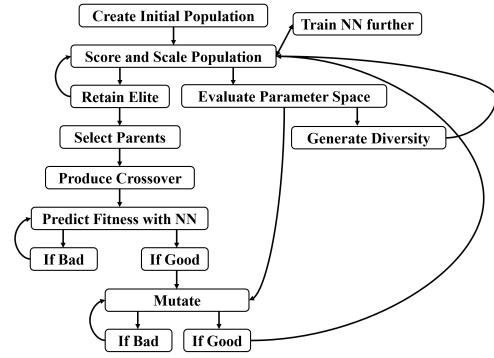 Create Initial Population
Train NN further
Score and Scale Population
Retain Elite
Evaluate Parameter Space
Select Parents
Generate Diversity
Produce Crossover
Predict Fitness with NN
If Bad
If Good
Mutate
If Bad
If Good